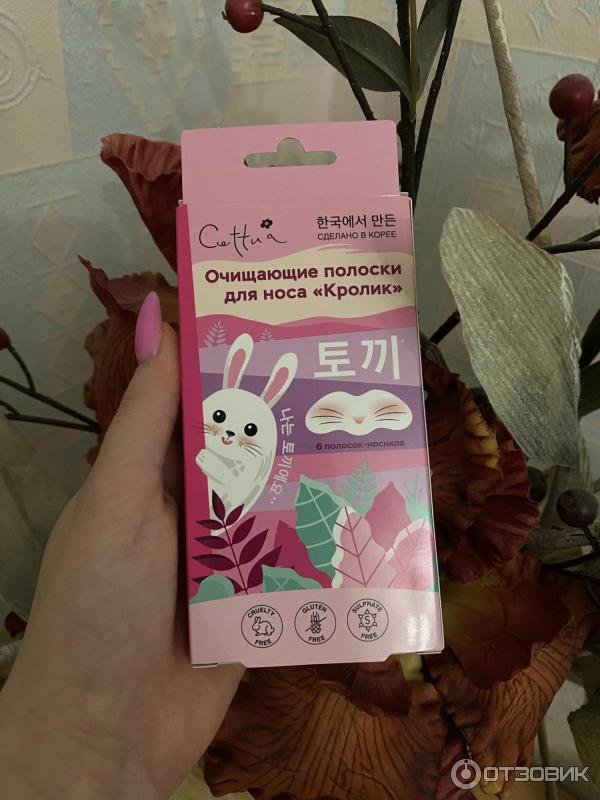 Cettua
한국에서 만든
СДЕЛАНО В КОРЕЕ
Очищающие полоски
для носа «Кролик»
토끼
나는 토끼예요..
6 полосок-носиков
CRUELTY
FREE
GLUTEN
FREE
SULPHATE
S
FREE
ОТЗОВИК